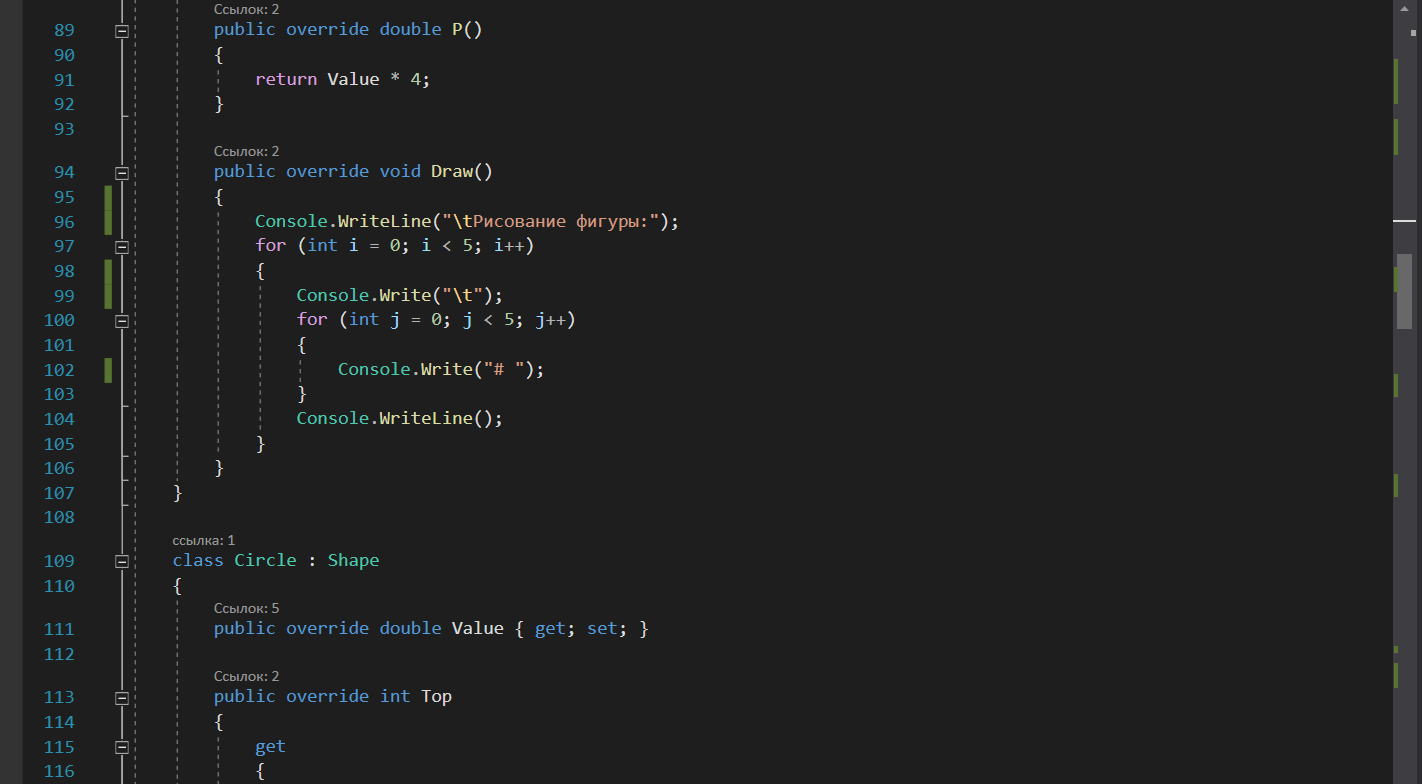 Ссылок: 2
89 public override double P()
90 {
91 return Value * 4;
92 }
93
Ссылок: 2
94 public override void Draw()
95 {
96 Console.WriteLine("\tРисование фигуры:");
97 for (int i = 0; i < 5; i++)
98 {
99 Console.Write("\t");
100 for (int j = 0; j < 5; j++)
101 {
102 Console.Write("# ");
103 }
104 Console.WriteLine();
105 }
106 }
107 }
108
ссылка: 1
109 class Circle : Shape
110 {
Ссылок: 5
111 public override double Value { get; set; }
112
Ссылок: 2
113 public override int Top
114 {
115 get
116 {